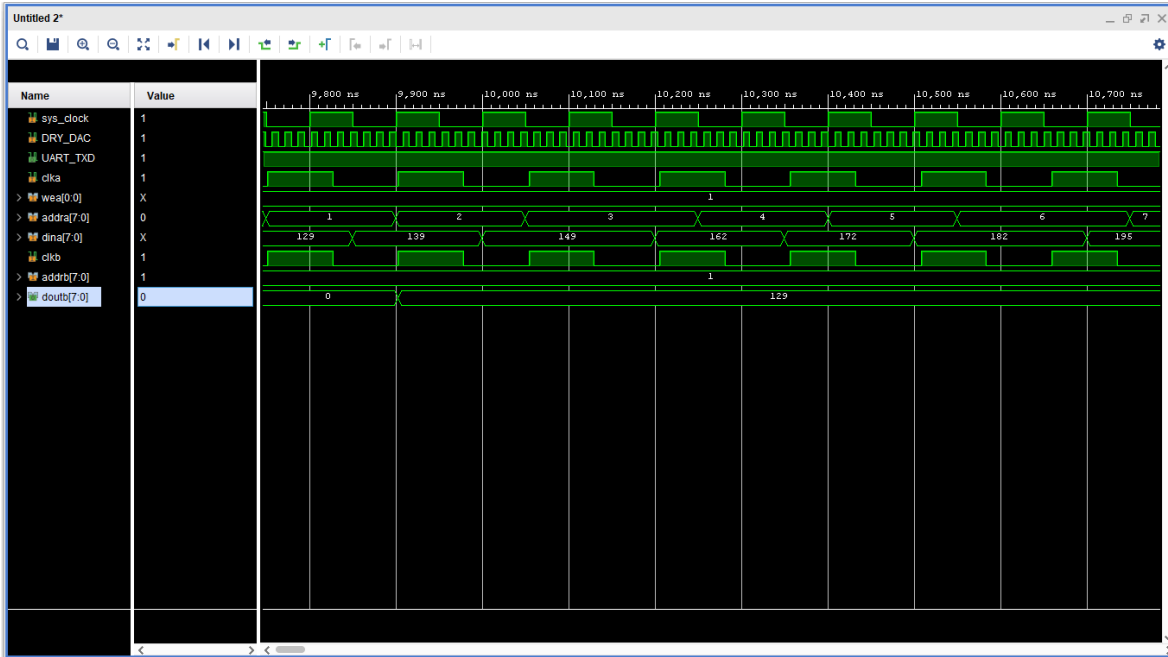 Untitled 2*
Name Value
9,800 ns 9,900 ns 10,000 ns 10,100 ns 10,200 ns 10,300 ns 10,400 ns 10,500 ns 10,600 ns 10,700 ns
sys_clock 1
DRY_DAC 1
UART_TXD 1
clka 1
wea[0:0] X 1
addra[7:0] 0 1 2 3 4 5 6 7
dina[7:0] X 129 139 149 162 172 182 195
clkb 1
addrb[7:0] 1 1
doutb[7:0] 0 0 129